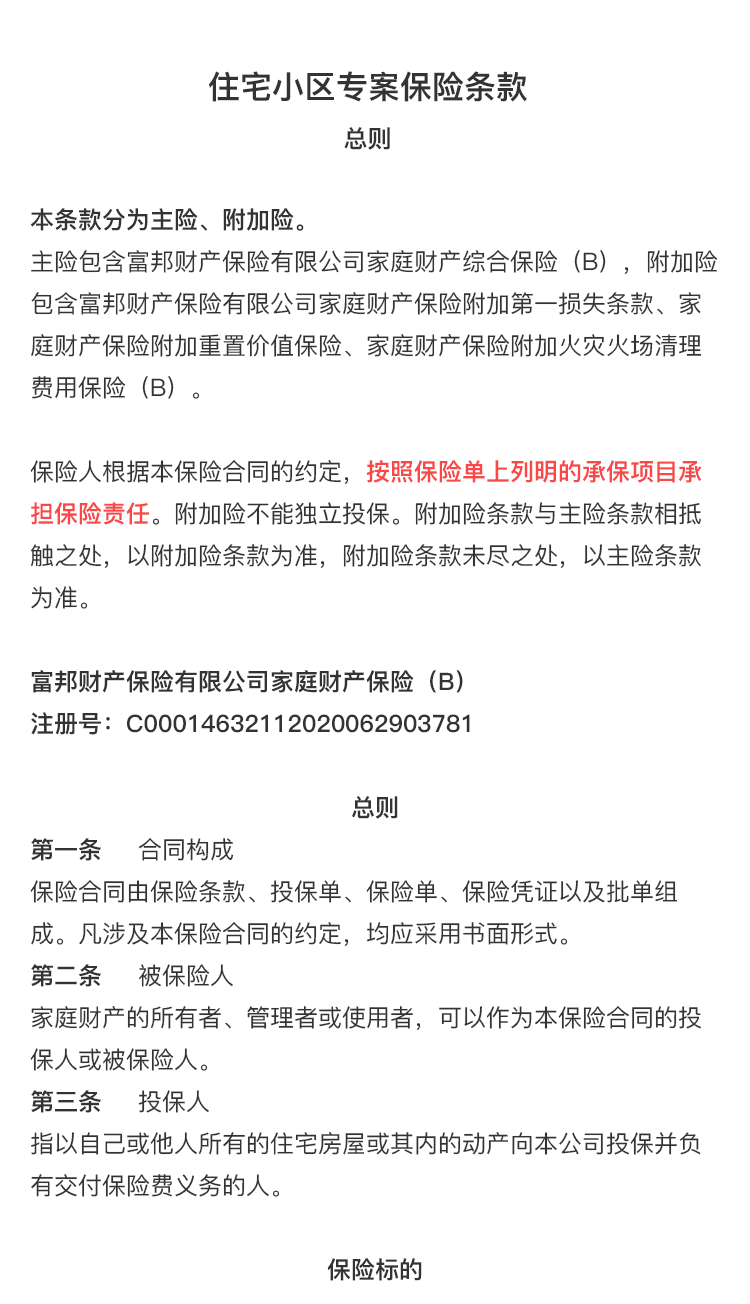 住宅小区专案保险条款
总则
本条款分为主险、附加险。
主险包含富邦财产保险有限公司家庭财产综合保险（B），附加险
包含富邦财产保险有限公司家庭财产保险附加第一损失条款、家
庭财产保险附加重置价值保险、家庭财产保险附加火灾火场清理
费用保险（B）。
保险人根据本保险合同的约定，按照保险单上列明的承保项目承
担保险责任。附加险不能独立投保。附加险条款与主险条款相抵
触之处，以附加险条款为准，附加险条款未尽之处，以主险条款
为准。
富邦财产保险有限公司家庭财产保险（B）
注册号：C00014632112020062903781
总则
第一条 合同构成
保险合同由保险条款、投保单、保险单、保险凭证以及批单组
成。凡涉及本保险合同的约定，均应采用书面形式。
第二条 被保险人
家庭财产的所有者、管理者或使用者，可以作为本保险合同的投
保人或被保险人。
第三条 投保人
指以自己或他人所有的住宅房屋或其内的动产向本公司投保并负
有交付保险费义务的人。
保险标的